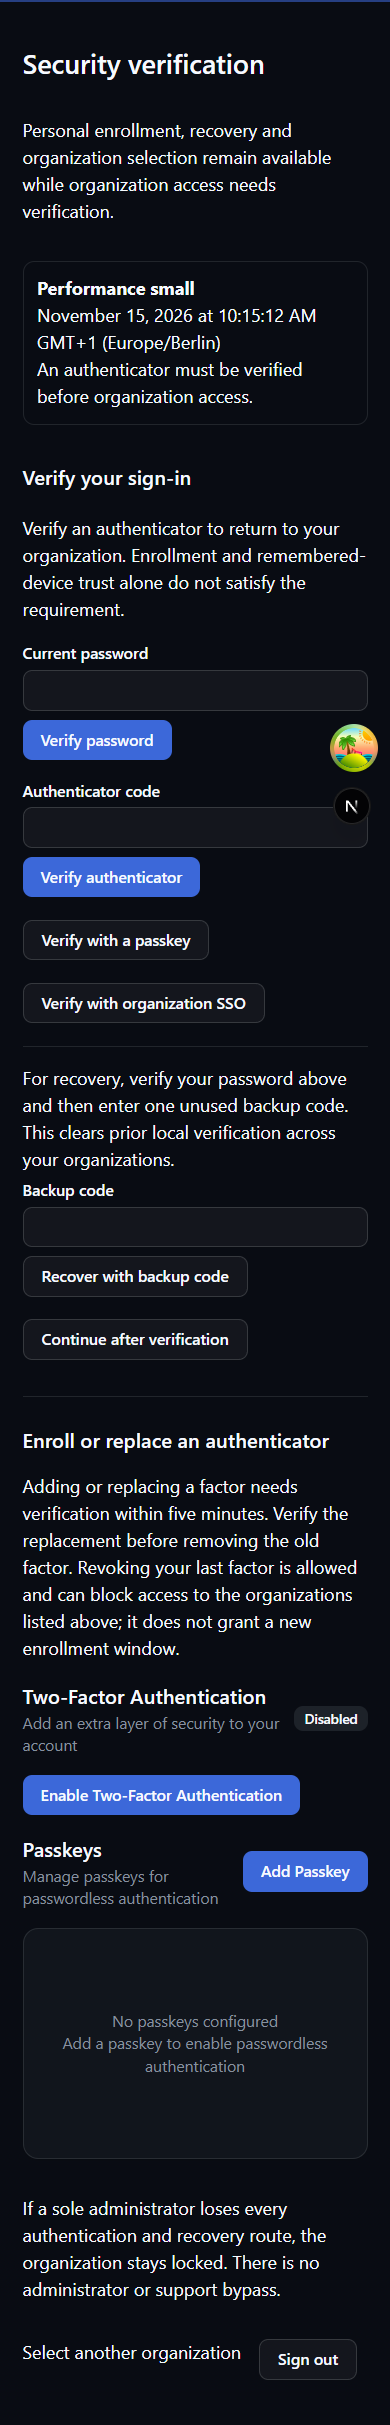 Security verification
Personal enrollment, recovery and
organization selection remain available
while organization access needs
verification.
Performance small
November 15, 2026 at 10:15:12 AM
GMT+1 (Europe/Berlin)
An authenticator must be verified
before organization access.
Verify your sign-in
Verify an authenticator to return to your
organization. Enrollment and remembered-
device trust alone do not satisfy the
requirement.
Current password
Verify password
Authenticator code
N
Verify authenticator
Verify with a passkey
Verify with organization SSO
For recovery, verify your password above
and then enter one unused backup code.
This clears prior local verification across
your organizations.
Backup code
Recover with backup code
Continue after verification
Enroll or replace an authenticator
Adding or replacing a factor needs
verification within five minutes. Verify the
replacement before removing the old
factor. Revoking your last factor is allowed
and can block access to the organizations
listed above; it does not grant a new
enrollment window.
Two-Factor Authentication
Add an extra layer of security to your
account
Disabled
Enable Two-Factor Authentication
Passkeys
Manage passkeys for
passwordless authentication
Add Passkey
No passkeys configured
Add a passkey to enable passwordless
authentication
If a sole administrator loses every
authentication and recovery route, the
organization stays locked. There is no
administrator or support bypass.
Select another organization
Sign out